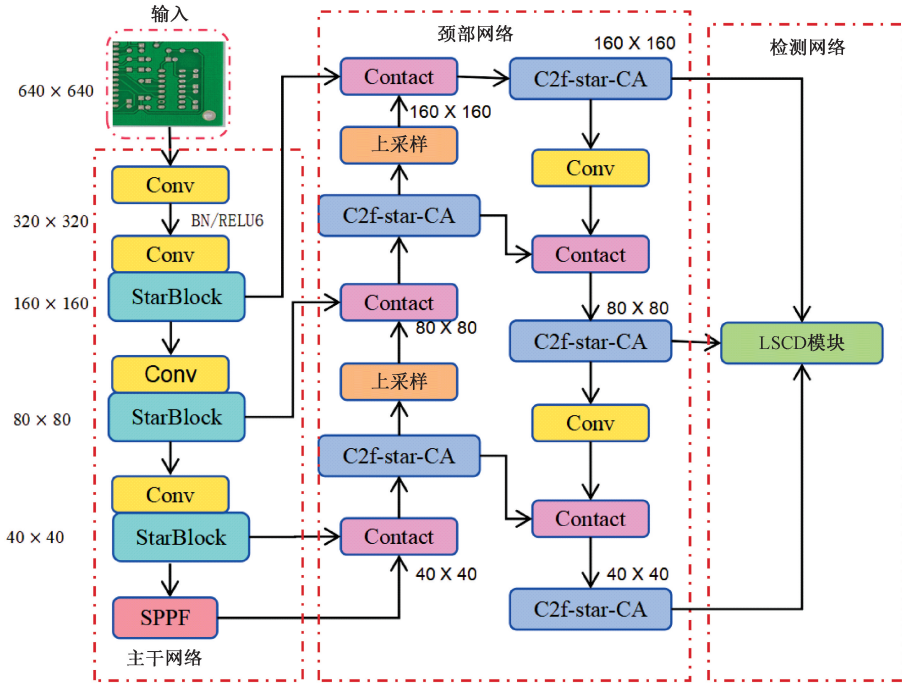 输入
640 × 640
Conv
BN/RELU6
320 × 320
Conv
StarBlock
160 × 160
Conv
StarBlock
80 × 80
Conv
StarBlock
40 × 40
SPPF
主干网络
颈部网络
Contact
160 X 160
上采样
C2f-star-CA
Contact
80 X 80
上采样
C2f-star-CA
Contact
40 X 40
160 X 160
C2f-star-CA
Conv
Contact
80 X 80
C2f-star-CA
Conv
Contact
40 X 40
C2f-star-CA
检测网络
LSCD模块